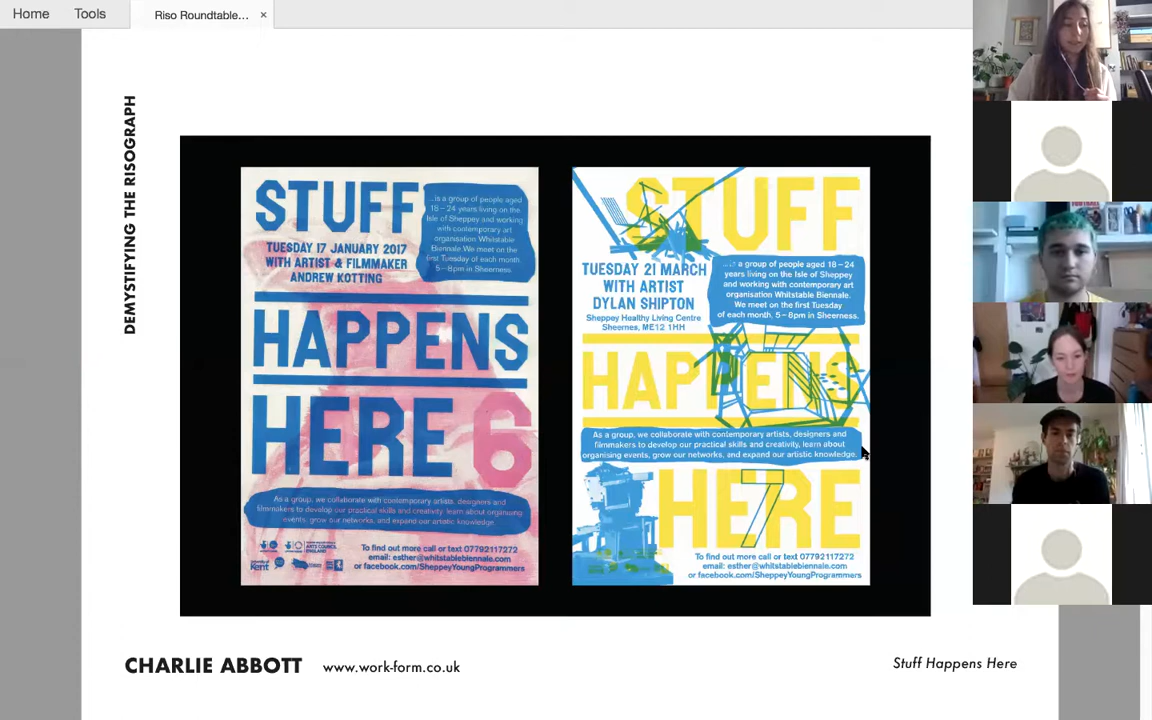 Home
Tools
Riso Roundtable...
DEMYSTIFYING THE RISOGRAPH
STUFF
...is a group of people aged
18–24 years living on the
Isle of Sheppey and working
with contemporary art
organisation Whitstable
Biennale. We meet on the
first Tuesday of each month,
5–8pm in Sheerness.
TUESDAY 17 JANUARY 2017
WITH ARTIST & FILMMAKER
ANDREW KOTTING
HAPPENS
HERE 6
As a group, we collaborate with contemporary artists, designers and
filmmakers to develop our practical skills and creativity, learn about organising
events, grow our networks, and expand our artistic knowledge.
ARTS COUNCIL
ENGLAND
Kent
To find out more call or text 07792117272
email: esther@whitstablebiennale.com
or facebook.com/SheppeyYoungProgrammers
STUFF
TUESDAY 21 MARCH
WITH ARTIST
DYLAN SHIPTON
Sheppey Healthy Living Centre
Sheernes, ME12 1HH
... is a group of people aged 18–24
years living on the Isle of Sheppey
and working with contemporary art
organisation Whitstable Biennale.
We meet on the first Tuesday
of each month, 5–8pm in Sheerness.
HAPPENS
As a group, we collaborate with contemporary artists, designers and
filmmakers to develop our practical skills and creativity, learn about
organising events, grow our networks, and expand our artistic knowledge.
HERE
7
To find out more call or text 07792117272
email: esther@whitstablebiennale.com
or facebook.com/SheppeyYoungProgrammers
CHARLIE ABBOTT
www.work-form.co.uk
Stuff Happens Here